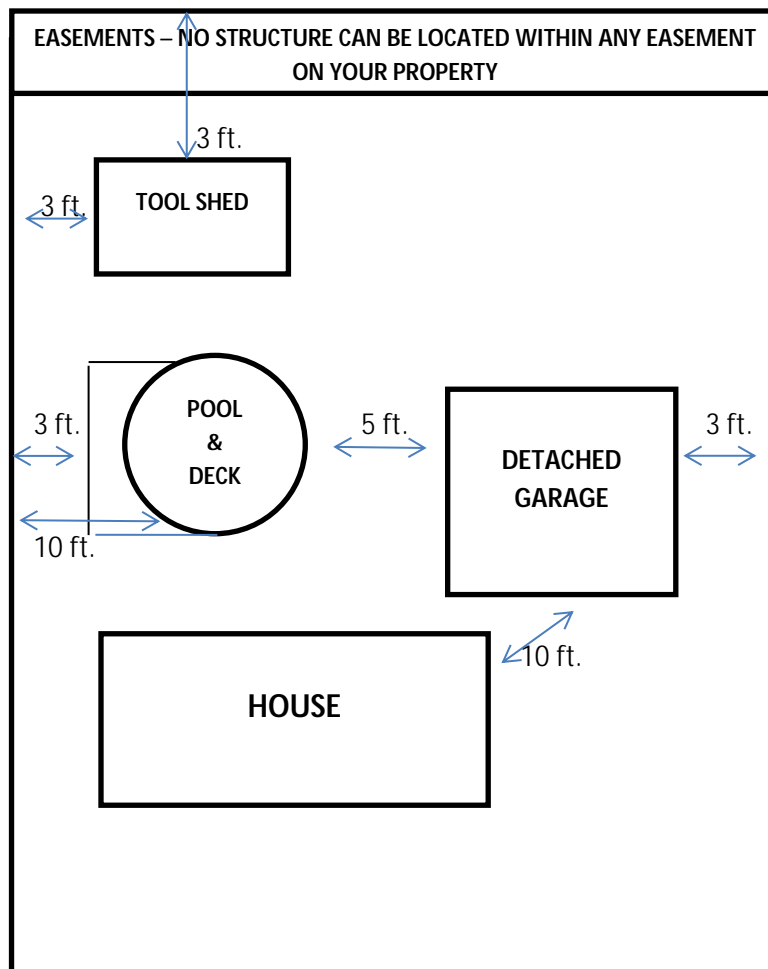 EASEMENTS – NO STRUCTURE CAN BE LOCATED WITHIN ANY EASEMENT
ON YOUR PROPERTY
3 ft.
TOOL SHED
3 ft.
POOL
&
DECK
3 ft.
10 ft.
5 ft.
DETACHED
GARAGE
3 ft.
10 ft.
HOUSE